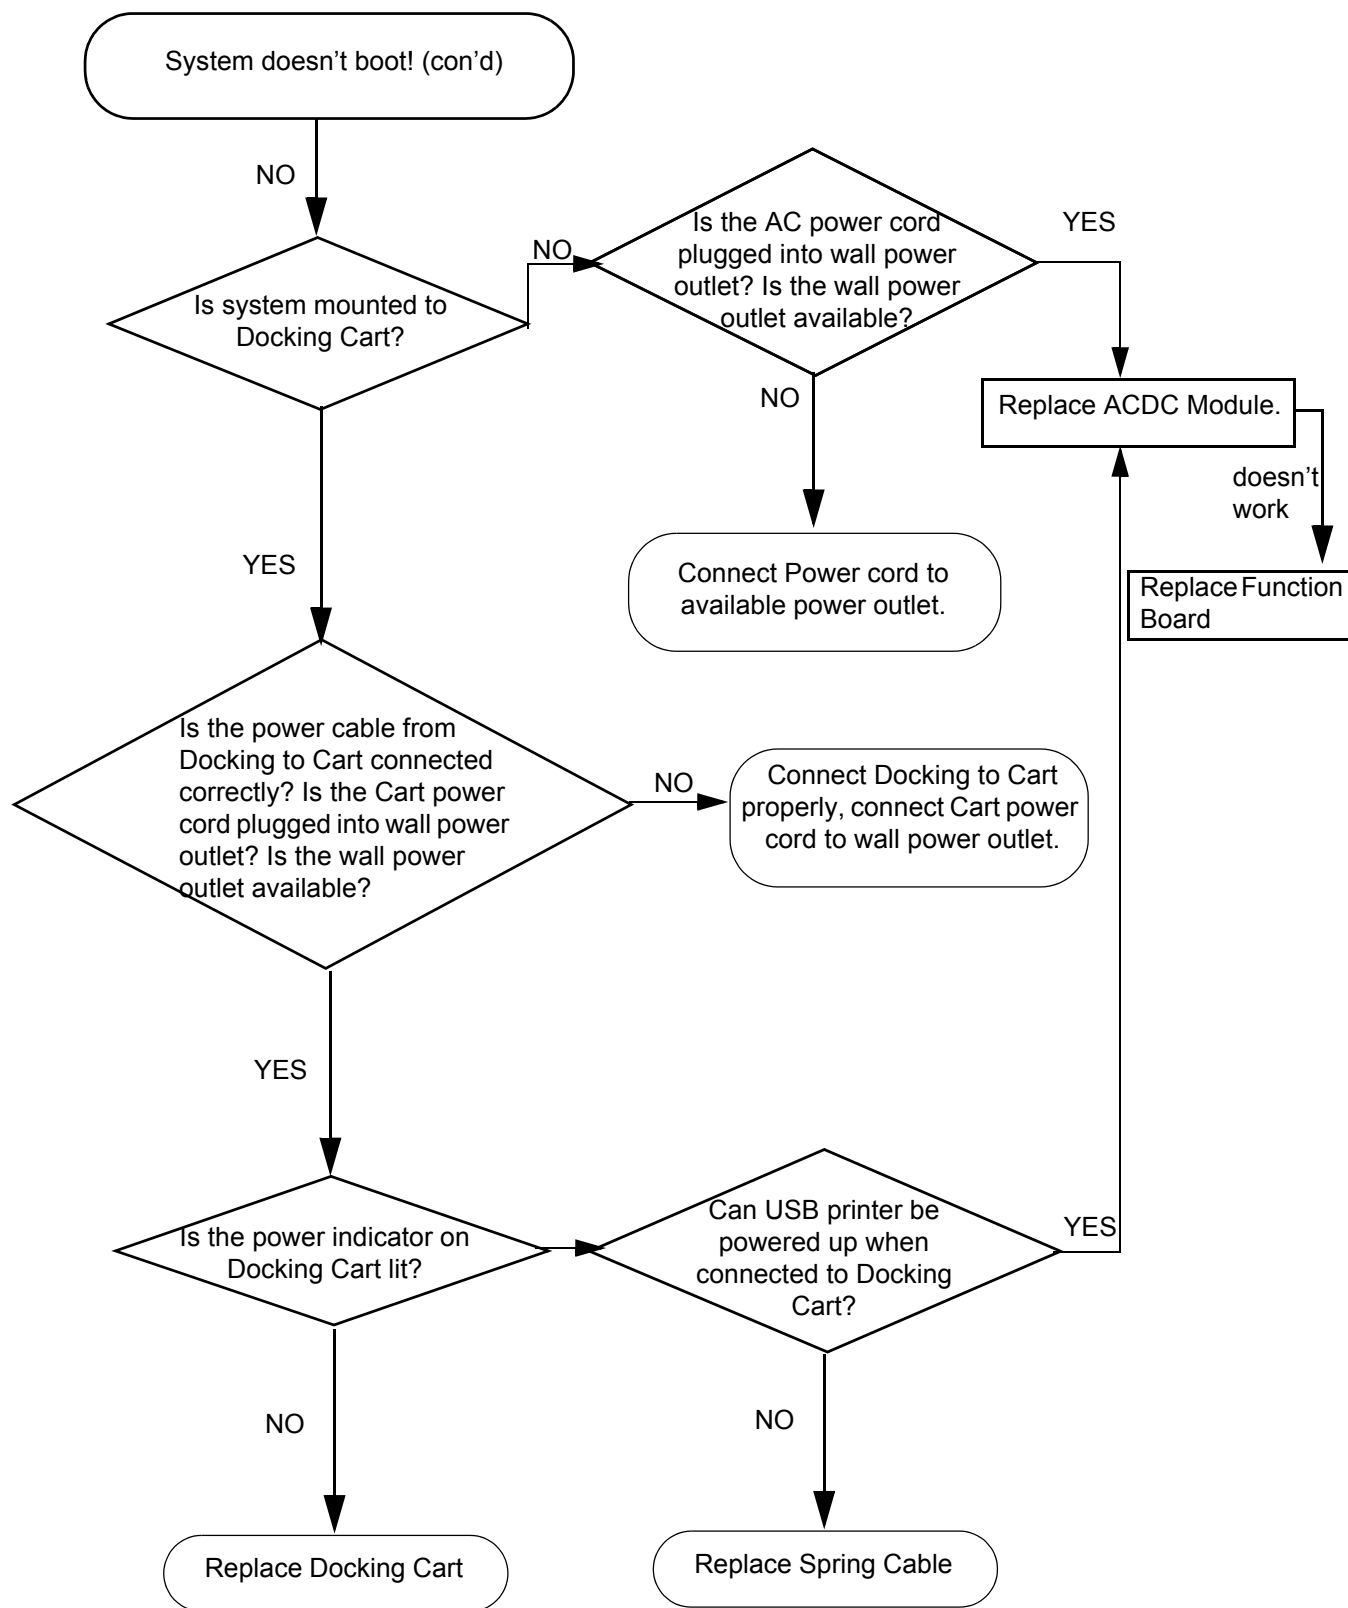 System doesn't boot! (con'd)
NO
Is system mounted to
Docking Cart?
NO
Is the AC power cord
plugged into wall power
outlet? Is the wall power
outlet available?
YES
NO
Replace ACDC Module.
doesn't
work
Replace Function
Board
Connect Power cord to
available power outlet.
YES
Is the power cable from
Docking to Cart connected
correctly? Is the Cart power
cord plugged into wall power
outlet? Is the wall power
outlet available?
NO
Connect Docking to Cart
properly, connect Cart power
cord to wall power outlet.
YES
Is the power indicator on
Docking Cart lit?
Can USB printer be
powered up when
connected to Docking
Cart?
YES
NO
NO
Replace Docking Cart
Replace Spring Cable